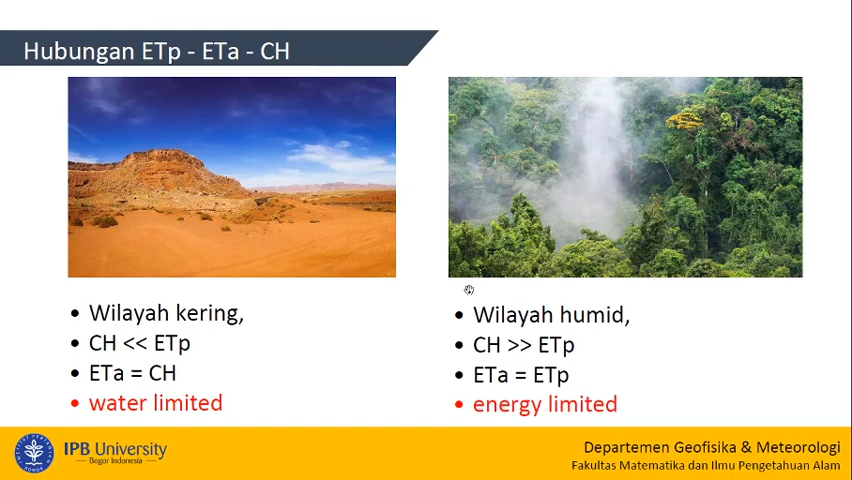 Hubungan ETp - ETa - CH
• Wilayah kering,
• CH << ETp
• ETa = CH
• water limited
• Wilayah humid,
• CH >> ETp
• ETa = ETp
• energy limited
IPB University
Bogor Indonesia
Departemen Geofisika & Meteorologi
Fakultas Matematika dan Ilmu Pengetahuan Alam